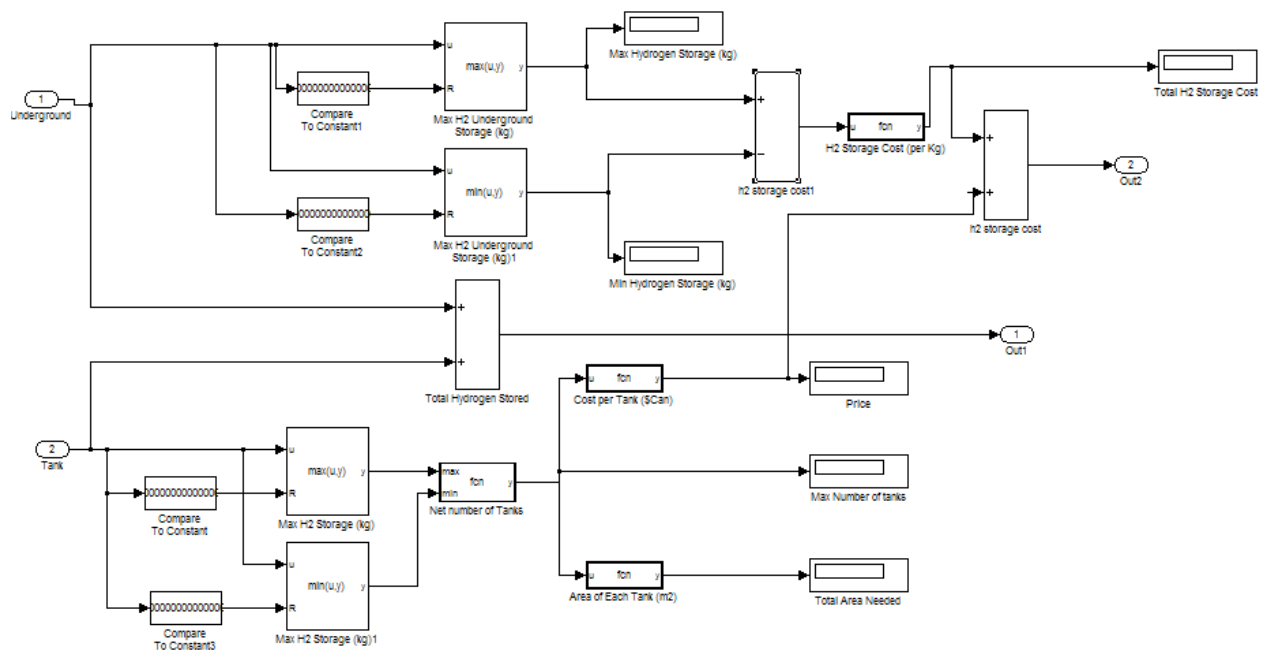 Max Hydrogen Storage (kg)
Total H2 Storage Cost
u
max(u,y)
y
R
Compare
To Constant1
Max H2 Underground
Storage (kg)
1
Underground
+
−
h2 storage cost1
u
fcn
y
H2 Storage Cost (per Kg)
+
+
h2 storage cost
2
Out2
u
min(u,y)
y
R
Compare
To Constant2
Max H2 Underground
Storage (kg)1
Min Hydrogen Storage (kg)
+
+
Total Hydrogen Stored
1
Out1
u
fcn
y
Cost per Tank ($Can)
Price
2
Tank
u
max(u,y)
y
R
Compare
To Constant
Max H2 Storage (kg)
max
min
fcn
y
Net number of Tanks
Max Number of tanks
u
min(u,y)
y
R
Compare
To Constant3
Max H2 Storage (kg)1
u
fcn
y
Area of Each Tank (m2)
Total Area Needed